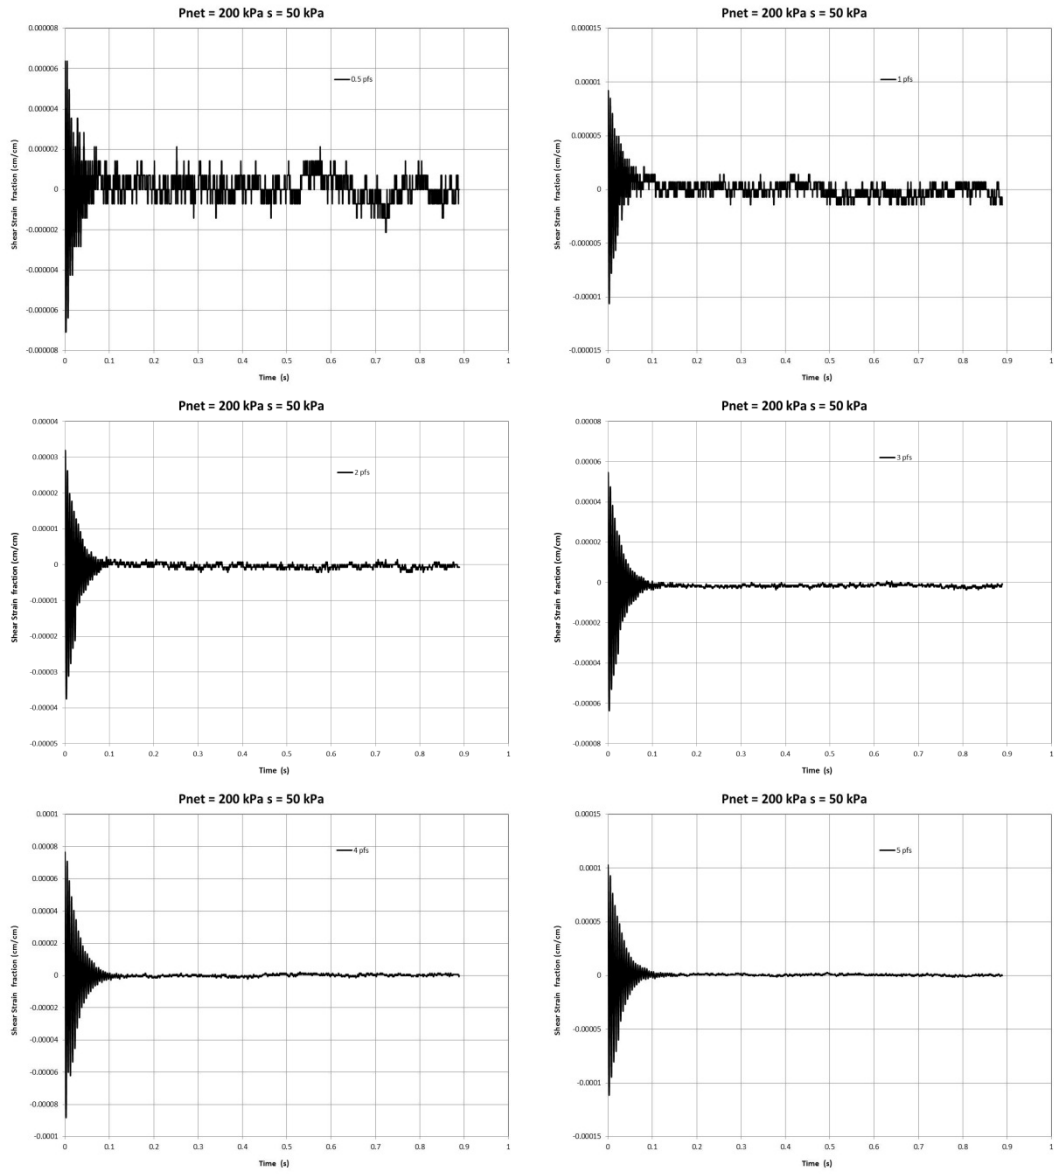 Pnet = 200 kPa s = 50 kPa
0.000008
0.000006
0.000004
0.000002
0
-0.000002
-0.000004
-0.000006
-0.000008
Shear Strain fraction (cm/cm)
0.5 pfs
0 0.1 0.2 0.3 0.4 0.5 0.6 0.7 0.8 0.9 1
Time (s)
Pnet = 200 kPa s = 50 kPa
0.000015
0.00001
0.000005
0
-0.000005
-0.00001
-0.000015
Shear Strain fraction (cm/cm)
1 pfs
0 0.1 0.2 0.3 0.4 0.5 0.6 0.7 0.8 0.9 1
Time (s)
Pnet = 200 kPa s = 50 kPa
0.00004
0.00003
0.00002
0.00001
0
-0.00001
-0.00002
-0.00003
-0.00004
-0.00005
Shear Strain fraction (cm/cm)
2 pfs
0 0.1 0.2 0.3 0.4 0.5 0.6 0.7 0.8 0.9 1
Time (s)
Pnet = 200 kPa s = 50 kPa
0.00008
0.00006
0.00004
0.00002
0
-0.00002
-0.00004
-0.00006
-0.00008
Shear Strain fraction (cm/cm)
3 pfs
0 0.1 0.2 0.3 0.4 0.5 0.6 0.7 0.8 0.9 1
Time (s)
Pnet = 200 kPa s = 50 kPa
0.0001
0.00008
0.00006
0.00004
0.00002
0
-0.00002
-0.00004
-0.00006
-0.00008
-0.0001
Shear Strain fraction (cm/cm)
4 pfs
0 0.1 0.2 0.3 0.4 0.5 0.6 0.7 0.8 0.9 1
Time (s)
Pnet = 200 kPa s = 50 kPa
0.00015
0.0001
0.00005
0
-0.00005
-0.0001
-0.00015
Shear Strain fraction (cm/cm)
5 pfs
0 0.1 0.2 0.3 0.4 0.5 0.6 0.7 0.8 0.9 1
Time (s)